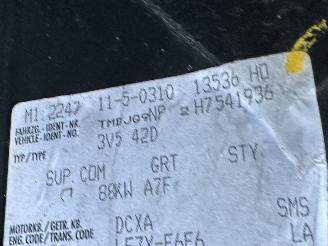 M1 2247 11-5-0310 13536 HO
FAHRZG.-IDENT-NR.
VEHICLE-IDENT-NO. TMBJG9NP 2 H7541936
TYP/TYPE 3V5 42D
SUP COM GRT STY
88KW A7F SMS
MOTORKB./GETR. KB. DCXA LA
ENG. CODE/TRANS. CODE